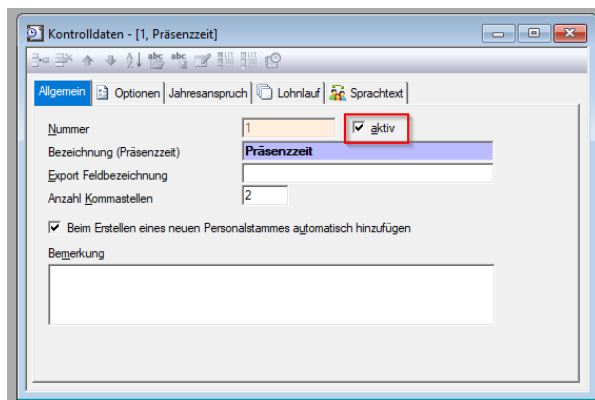 Kontrolldaten - [1, Präsenzzeit]
Allgemein Optionen Jahresanspruch Lohnlauf Sprachtext
Nummer 1 aktiv
Bezeichnung (Präsenzzeit) Präsenzzeit
Export Feldbezeichnung
Anzahl Kommastellen 2
Beim Erstellen eines neuen Personalstammes automatisch hinzufügen
Bemerkung